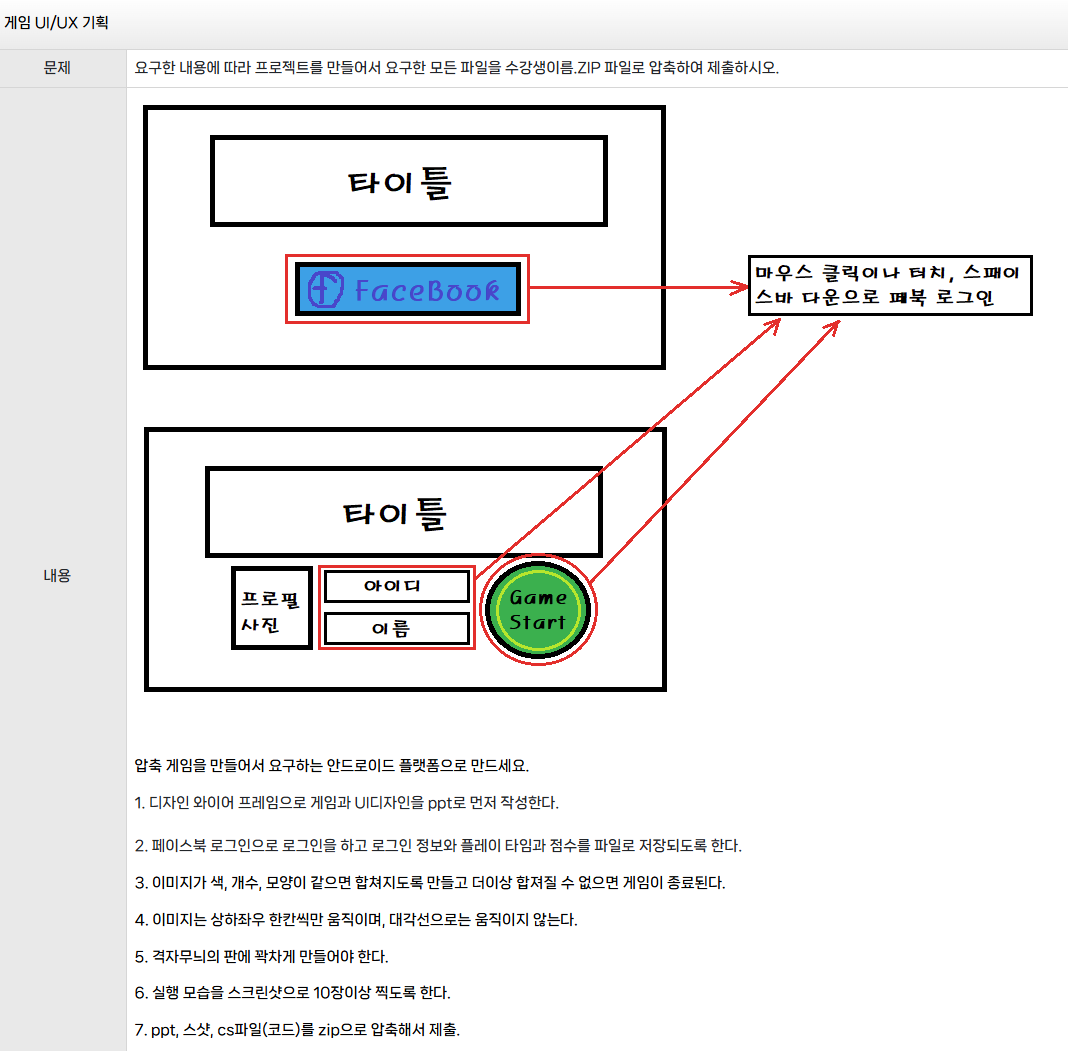 게임 UI/UX 기획
문제
요구한 내용에 따라 프로젝트를 만들어서 요구한 모든 파일을 수강생이름.ZIP 파일로 압축하여 제출하시오.
타이틀
f FaceBook
마우스 클릭이나 터치, 스패이
스바 다운으로 페북 로그인
타이틀
프로필
사진
아이디
이름
Game
Start
내용
압축 게임을 만들어서 요구하는 안드로이드 플랫폼으로 만드세요.
1. 디자인 와이어 프레임으로 게임과 UI디자인을 ppt로 먼저 작성한다.
2. 페이스북 로그인으로 로그인을 하고 로그인 정보와 플레이 타임과 점수를 파일로 저장되도록 한다.
3. 이미지가 색, 개수, 모양이 같으면 합쳐지도록 만들고 더이상 합져질 수 없으면 게임이 종료된다.
4. 이미지는 상하좌우 한칸씩만 움직이며, 대각선으로는 움직이지 않는다.
5. 격자무늬의 판에 꽉차게 만들어야 한다.
6. 실행 모습을 스크린샷으로 10장이상 찍도록 한다.
7. ppt, 스샷, cs파일(코드)를 zip으로 압축해서 제출.